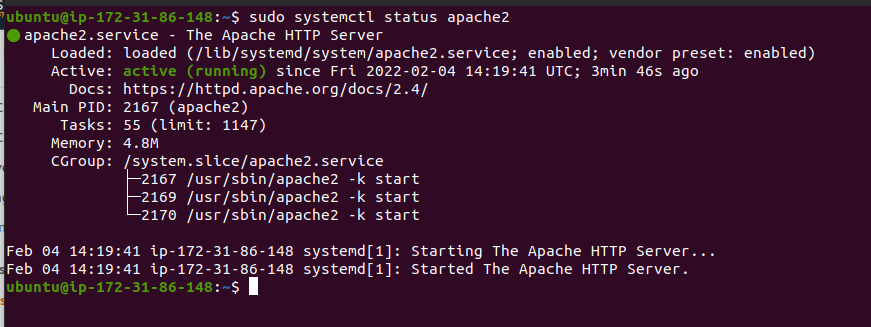 ubuntu@ip-172-31-86-148:~$ sudo systemctl status apache2
● apache2.service - The Apache HTTP Server
Loaded: loaded (/lib/systemd/system/apache2.service; enabled; vendor preset: enabled)
Active: active (running) since Fri 2022-02-04 14:19:41 UTC; 3min 46s ago
Docs: https://httpd.apache.org/docs/2.4/
Main PID: 2167 (apache2)
Tasks: 55 (limit: 1147)
Memory: 4.8M
CGroup: /system.slice/apache2.service
├─2167 /usr/sbin/apache2 -k start
├─2169 /usr/sbin/apache2 -k start
└─2170 /usr/sbin/apache2 -k start
Feb 04 14:19:41 ip-172-31-86-148 systemd[1]: Starting The Apache HTTP Server...
Feb 04 14:19:41 ip-172-31-86-148 systemd[1]: Started The Apache HTTP Server.
ubuntu@ip-172-31-86-148:~$